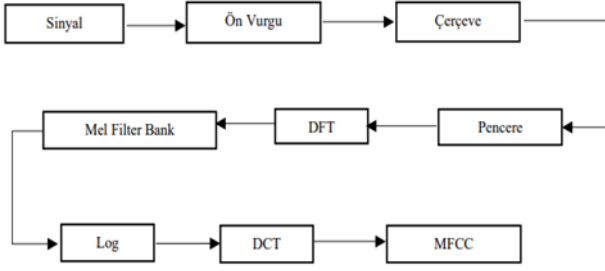 Sinyal
Ön Vurgu
Çerçeve
Pencere
DFT
Mel Filter Bank
Log
DCT
MFCC